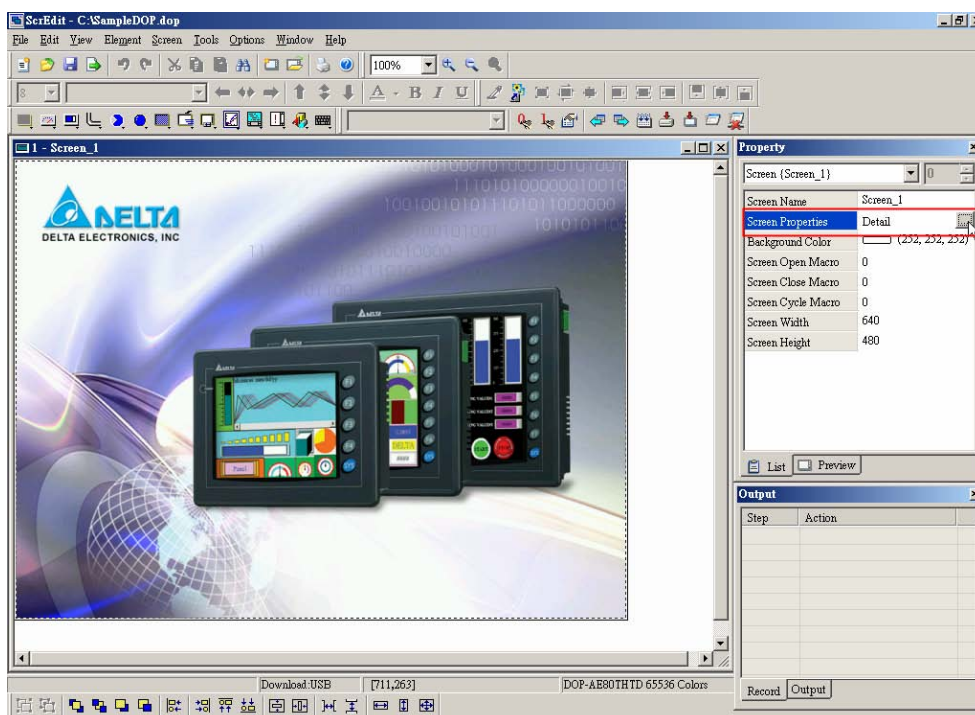 ScrEdit - C:\SampleDOP.dop
File Edit View Element Screen Tools Options Window Help
100%
8
A B I U
1 - Screen_1
DELTA
DELTA ELECTRONICS, INC
Property
Screen {Screen_1}
0
Screen Name Screen_1
Screen Properties Detail ...
Background Color (252, 252, 252)
Screen Open Macro 0
Screen Close Macro 0
Screen Cycle Macro 0
Screen Width 640
Screen Height 480
List Preview
Output
Step Action
Record Output
Download:USB [711,263] DOP-AE80THTD 65536 Colors